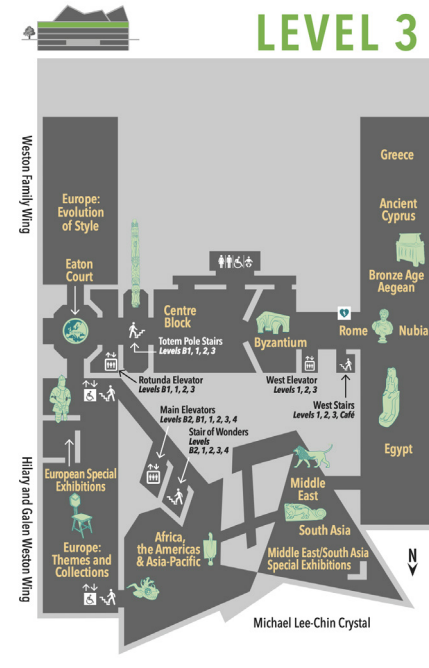 LEVEL 3
Weston Family Wing
Greece
Europe:
Evolution
of Style
Ancient
Cyprus
Eaton
Court
Bronze Age
Aegean
Centre
Block
Totem Pole Stairs
Levels B1, 1, 2, 3
Byzantium
Rome
Nubia
Rotunda Elevator
Levels B1, 1, 2, 3
West Elevator
Levels 1, 2, 3
West Stairs
Levels 1, 2, 3, Café
Main Elevators
Levels B2, B1, 1, 2, 3, 4
Stair of Wonders
Levels
B2, 1, 2, 3, 4
Egypt
Hilary and Galen Weston Wing
European Special
Exhibitions
Middle
East
South Asia
Europe:
Themes and
Collections
Africa,
the Americas
& Asia-Pacific
Middle East/South Asia
Special Exhibitions
N
Michael Lee-Chin Crystal